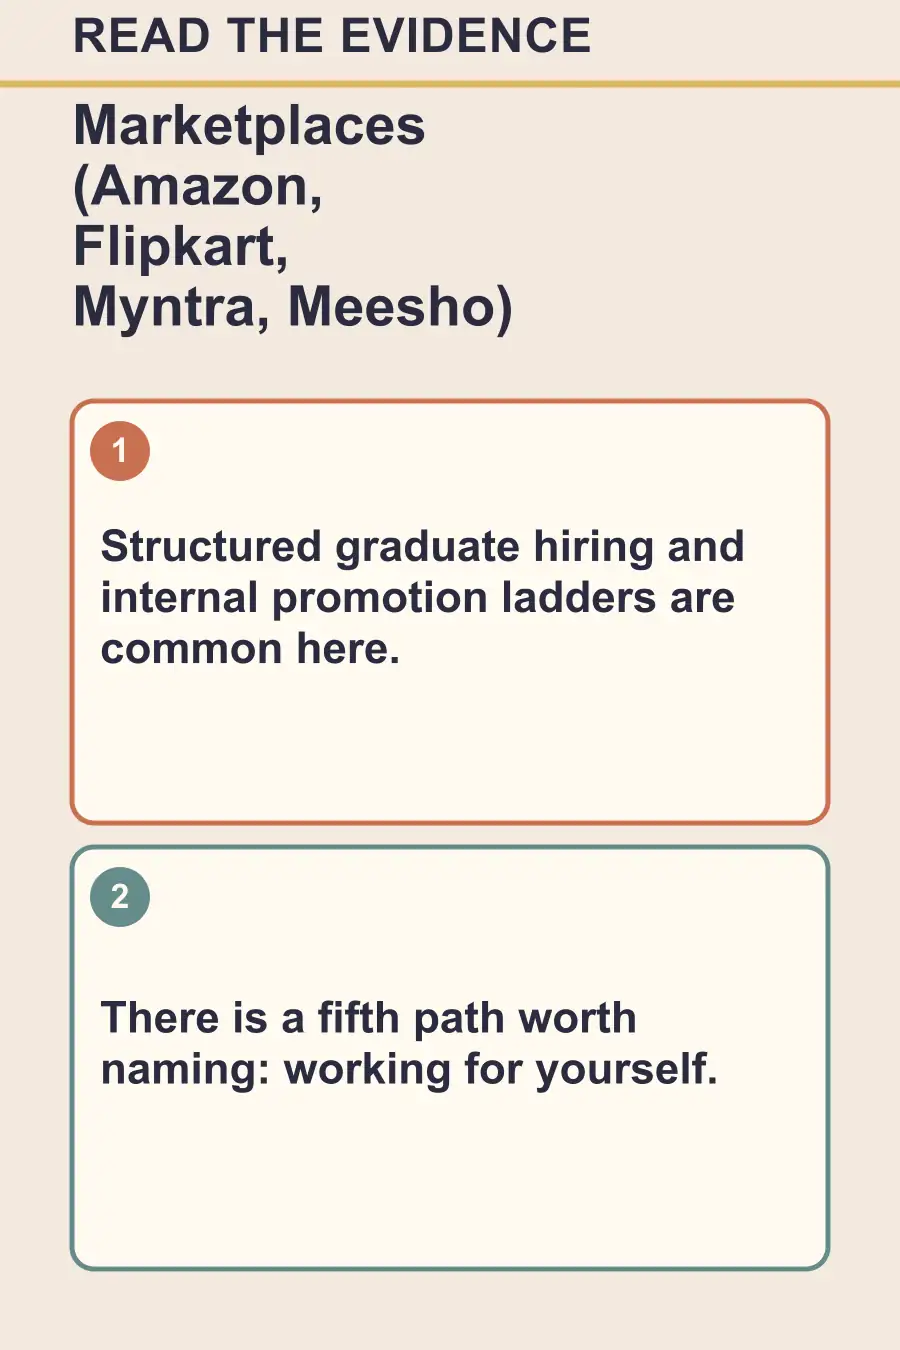 READ THE EVIDENCE
Marketplaces
(Amazon,
Flipkart,
Myntra, Meesho)
1
Structured graduate hiring and
internal promotion ladders are
common here.
2
There is a fifth path worth
naming: working for yourself.